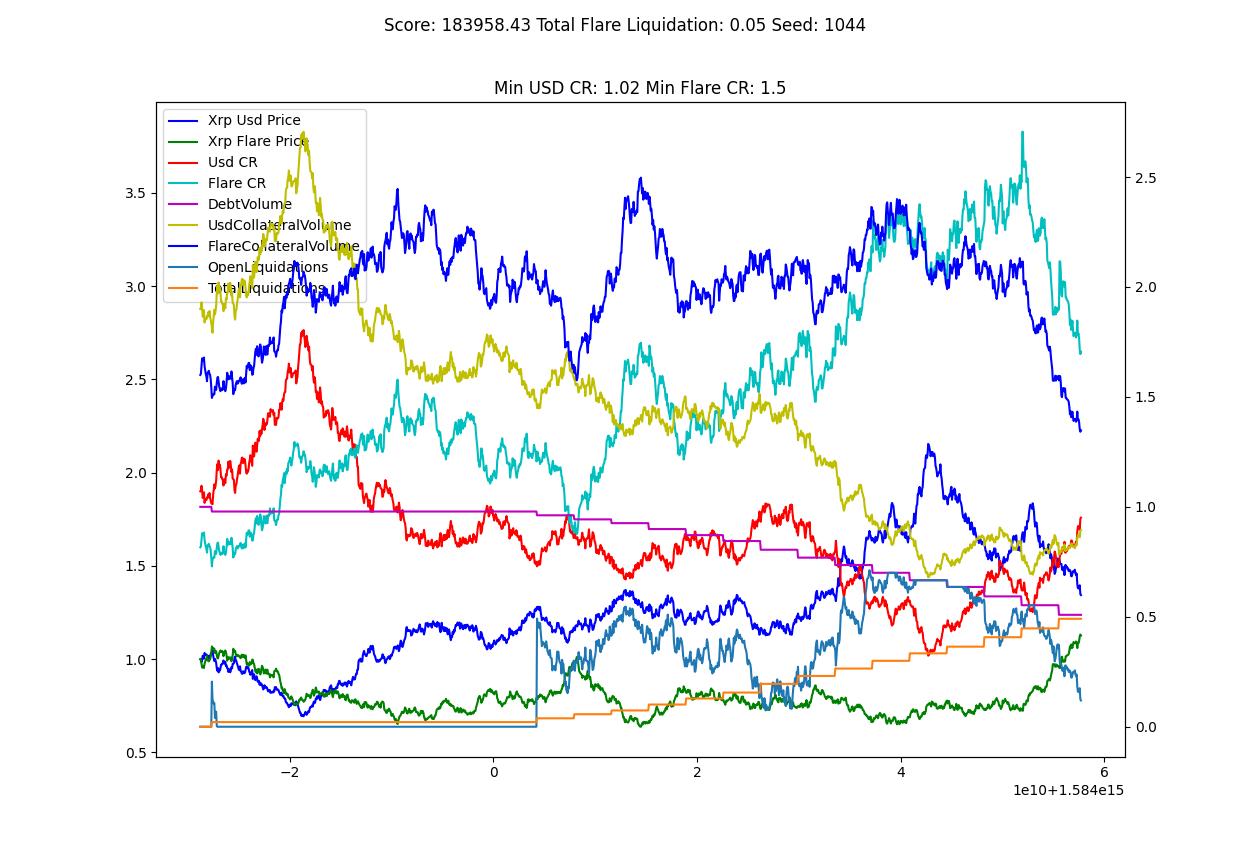 Score: 183958.43 Total Flare Liquidation: 0.05 Seed: 1044
Min USD CR: 1.02 Min Flare CR: 1.5
Xrp Usd Price
Xrp Flare Price
Usd CR
Flare CR
DebtVolume
UsdCollateralVolume
FlareCollateralVolume
OpenLiquidations
TotalLiquidations
3.5
3.0
2.5
2.0
1.5
1.0
0.5
2.5
2.0
1.5
1.0
0.5
0.0
−2
0
2
4
6
1e10+1.584e15